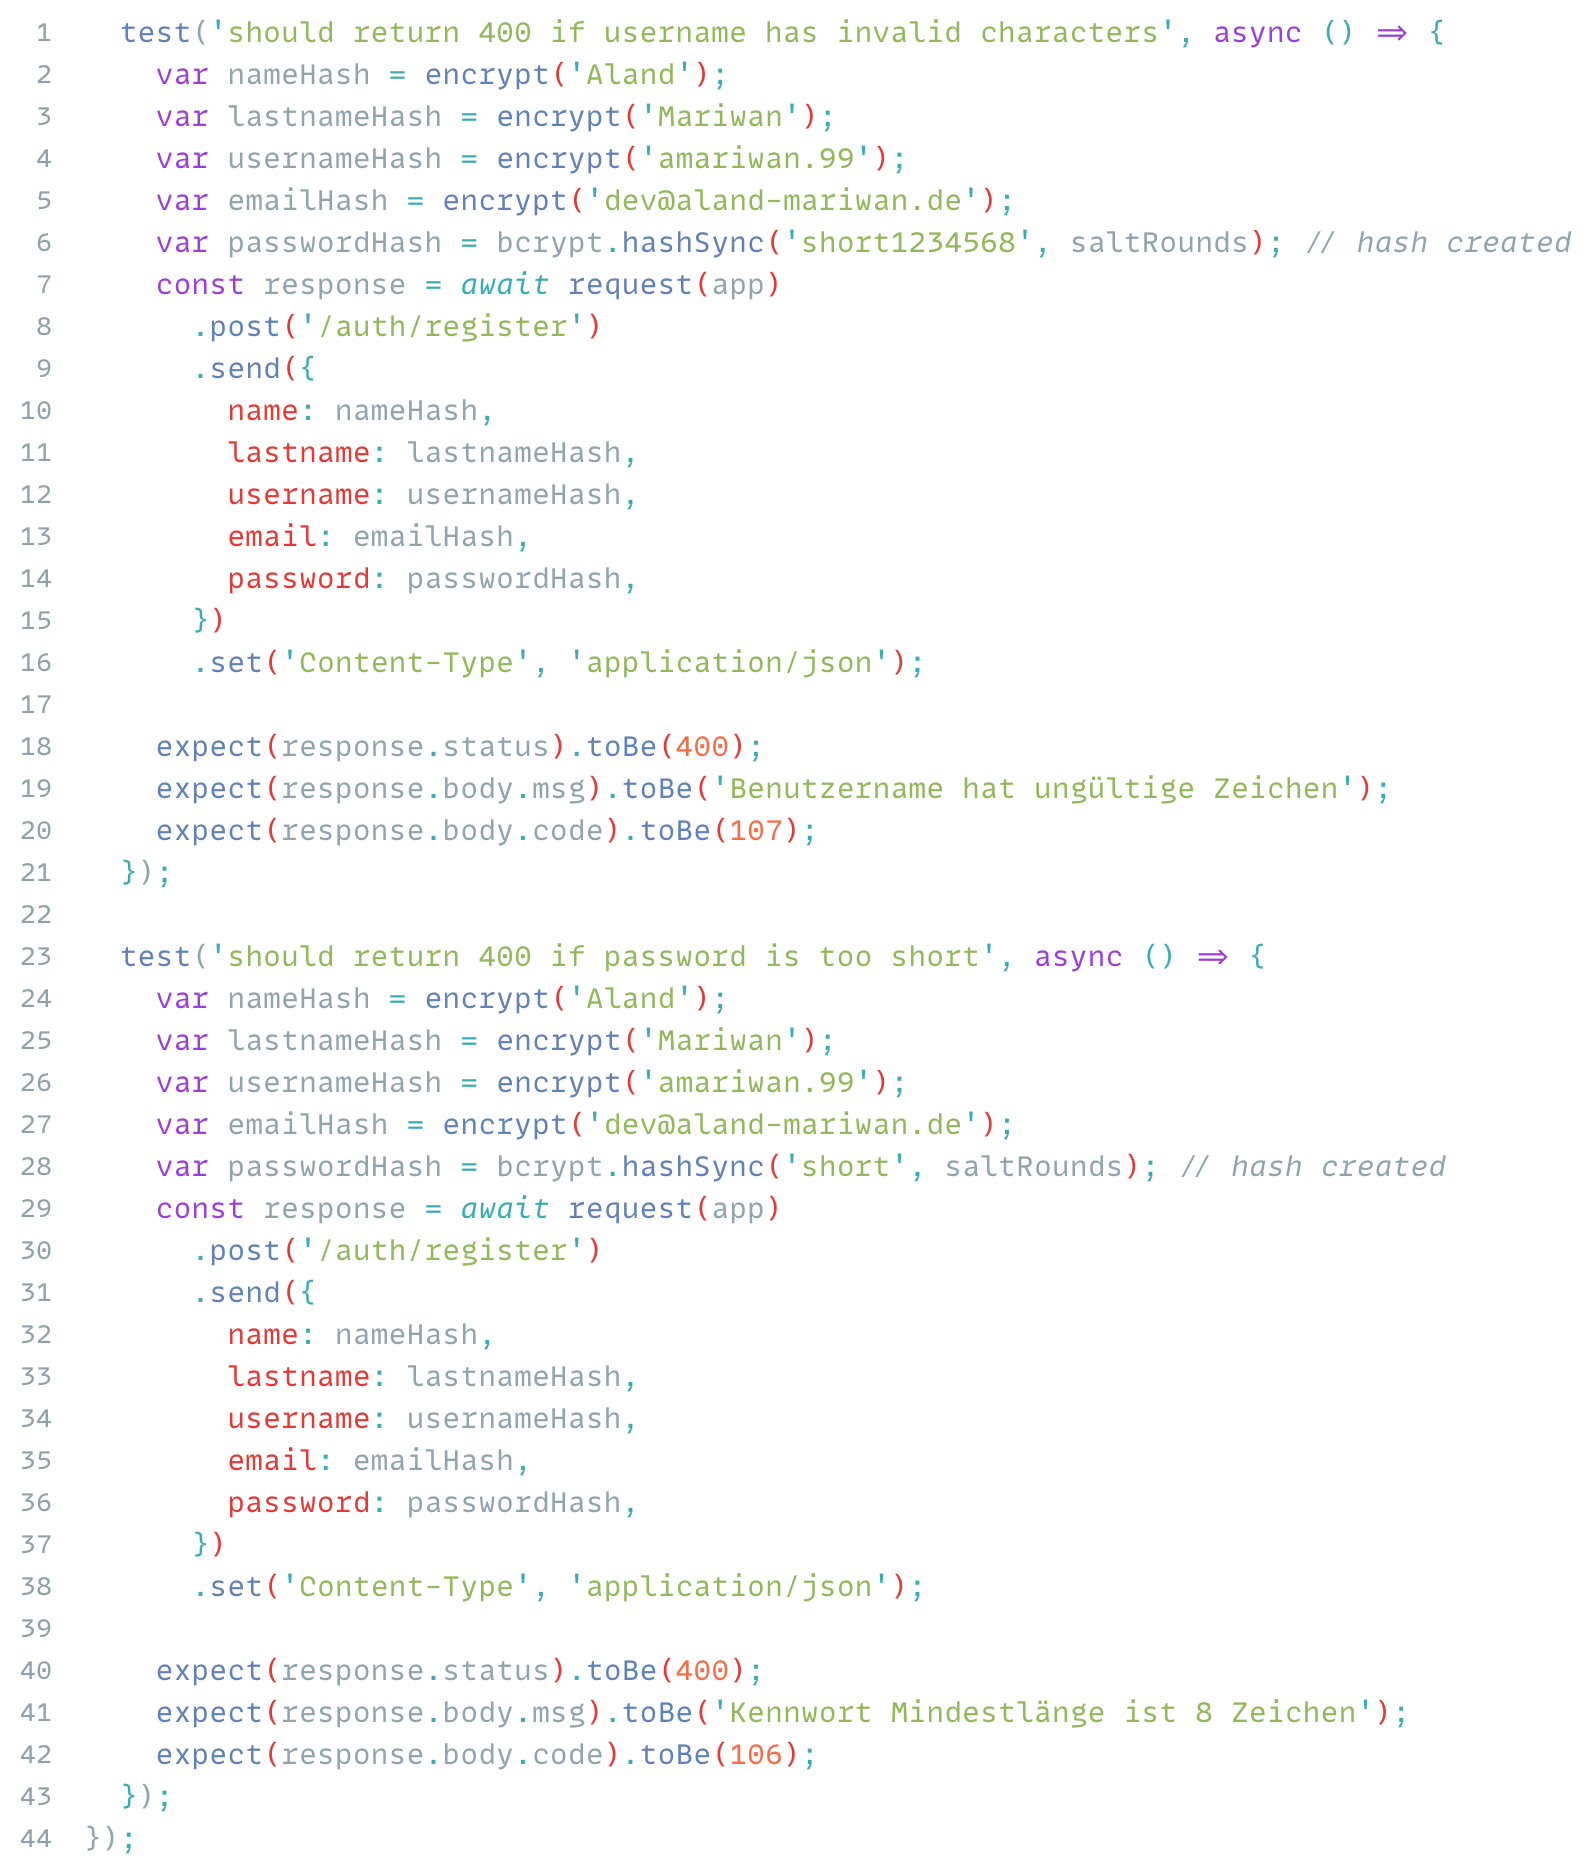 1 test('should return 400 if username has invalid characters', async () => {
2 var nameHash = encrypt('Aland');
3 var lastnameHash = encrypt('Mariwan');
4 var usernameHash = encrypt('amariwan.99');
5 var emailHash = encrypt('dev@aland-mariwan.de');
6 var passwordHash = bcrypt.hashSync('short1234568', saltRounds); // hash created
7 const response = await request(app)
8 .post('/auth/register')
9 .send({
10 name: nameHash,
11 lastname: lastnameHash,
12 username: usernameHash,
13 email: emailHash,
14 password: passwordHash,
15 })
16 .set('Content-Type', 'application/json');
17
18 expect(response.status).toBe(400);
19 expect(response.body.msg).toBe('Benutzername hat ungültige Zeichen');
20 expect(response.body.code).toBe(107);
21 });
22
23 test('should return 400 if password is too short', async () => {
24 var nameHash = encrypt('Aland');
25 var lastnameHash = encrypt('Mariwan');
26 var usernameHash = encrypt('amariwan.99');
27 var emailHash = encrypt('dev@aland-mariwan.de');
28 var passwordHash = bcrypt.hashSync('short', saltRounds); // hash created
29 const response = await request(app)
30 .post('/auth/register')
31 .send({
32 name: nameHash,
33 lastname: lastnameHash,
34 username: usernameHash,
35 email: emailHash,
36 password: passwordHash,
37 })
38 .set('Content-Type', 'application/json');
39
40 expect(response.status).toBe(400);
41 expect(response.body.msg).toBe('Kennwort Mindestlänge ist 8 Zeichen');
42 expect(response.body.code).toBe(106);
43 });
44 });